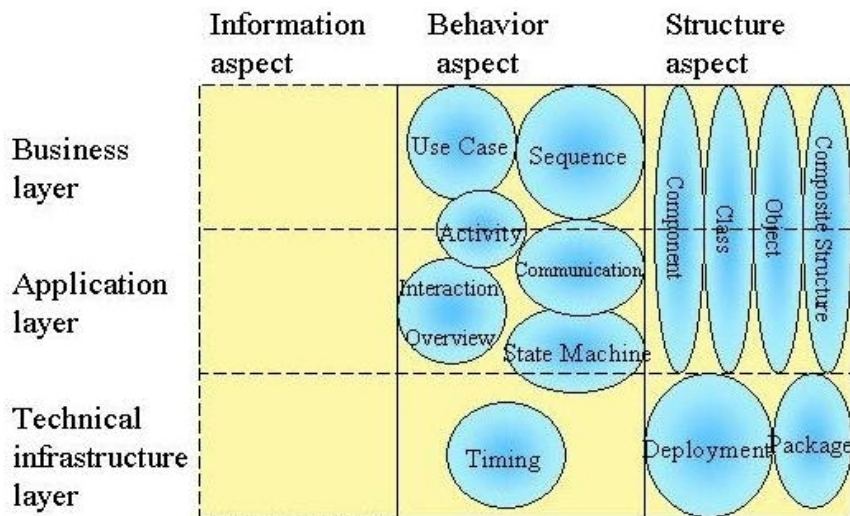 Information
aspect
Behavior
aspect
Structure
aspect
Business
layer
Use Case
Sequence
Activity
Component
Class
Object
Composite Structure
Application
layer
Communication
Interaction
Overview
State Machine
Technical
infrastructure
layer
Timing
Deployment
Package